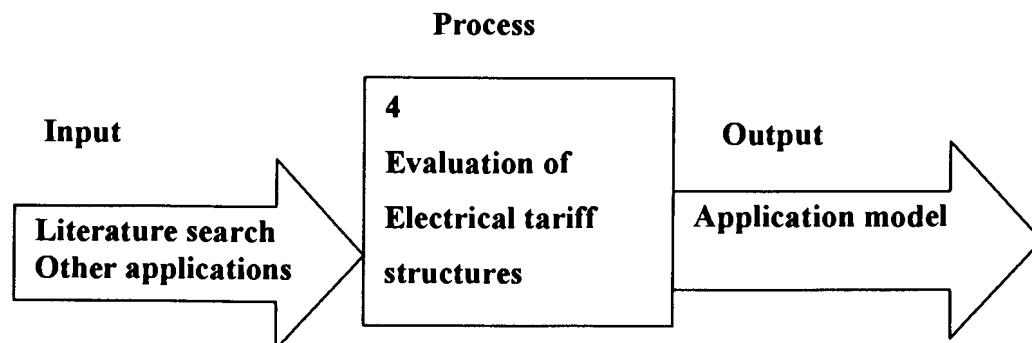 Process
Input
Literature search
Other applications
4
Evaluation of
Electrical tariff
structures
Output
Application model